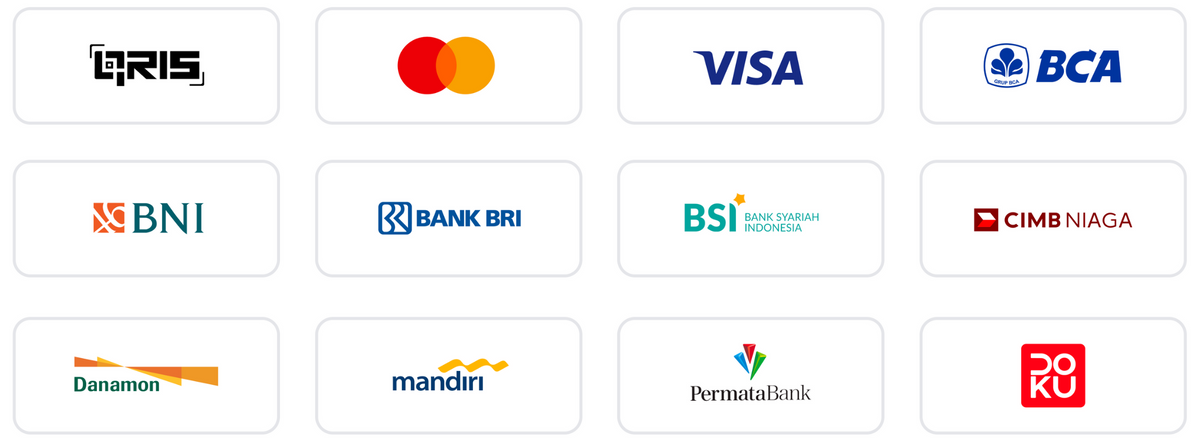 QRIS
VISA
GRUP BCA
BCA
BNI
BANK BRI
BSI
BANK SYARIAH
INDONESIA
CIMB NIAGA
Danamon
mandiri
PermataBank
DO
KU